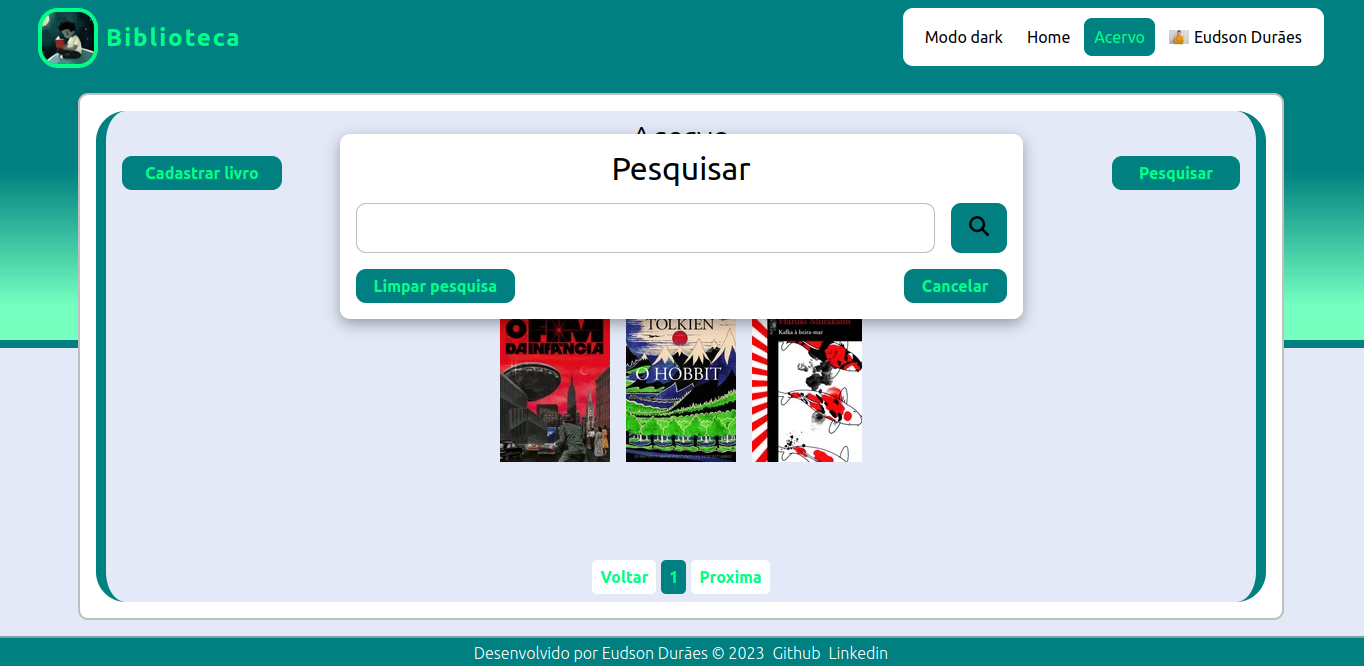 Biblioteca
Modo dark Home Acervo Eudson Durães
Acervo
Cadastrar livro
Pesquisar
Pesquisar
Limpar pesquisa
Cancelar
O FIM
DA INFÂNCIA
TOLKIEN
O HOBBIT
Haruki Murakami
Kafka à beira-mar
Voltar 1 Proxima
Desenvolvido por Eudson Durães © 2023 Github Linkedin